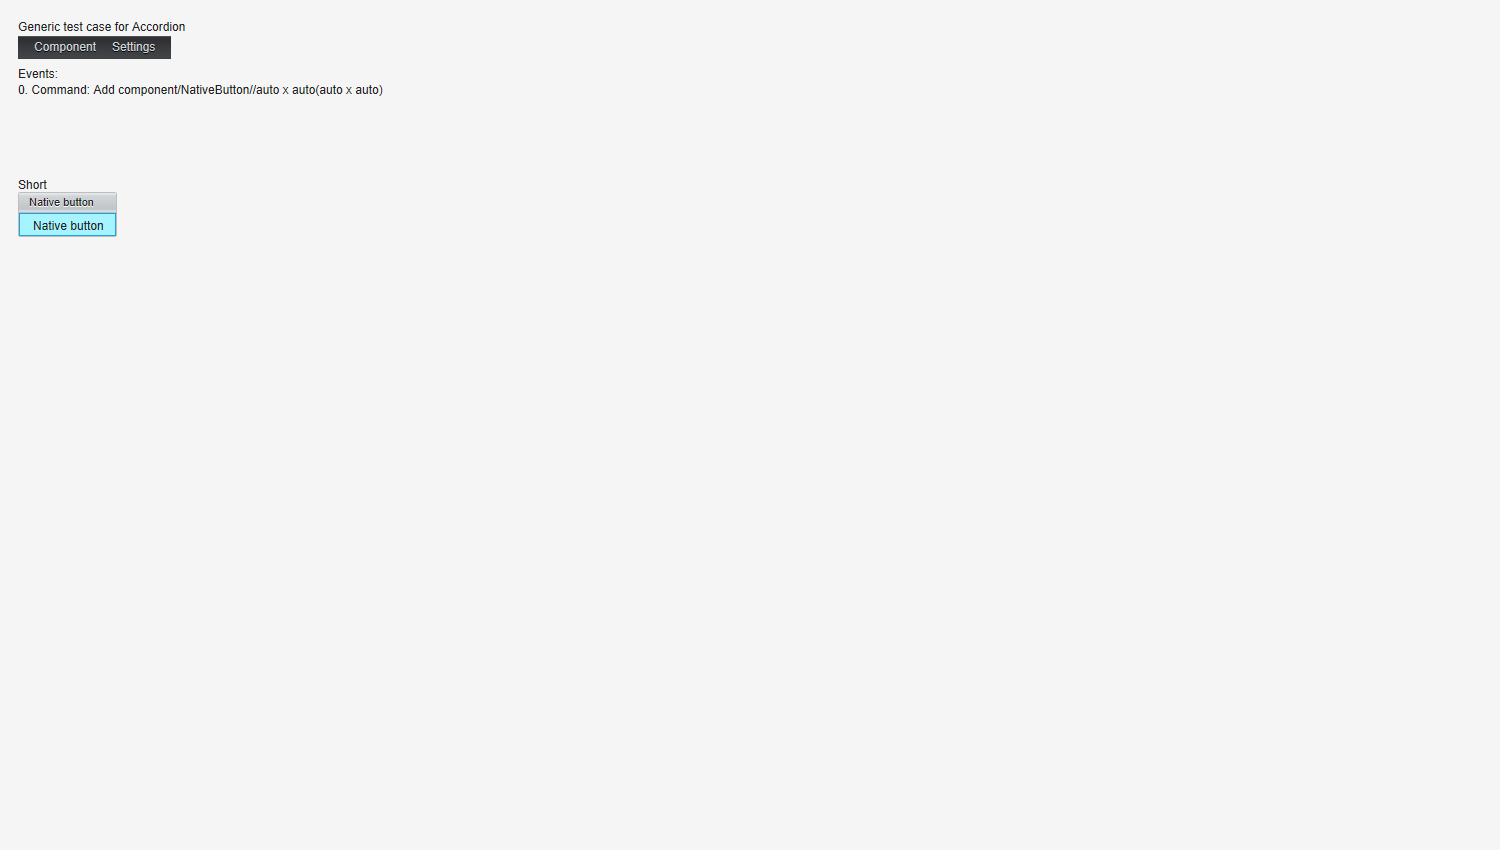 Generic test case for Accordion
Component Settings
Events:
0. Command: Add component/NativeButton//auto x auto(auto x auto)
Short
Native button
Native button